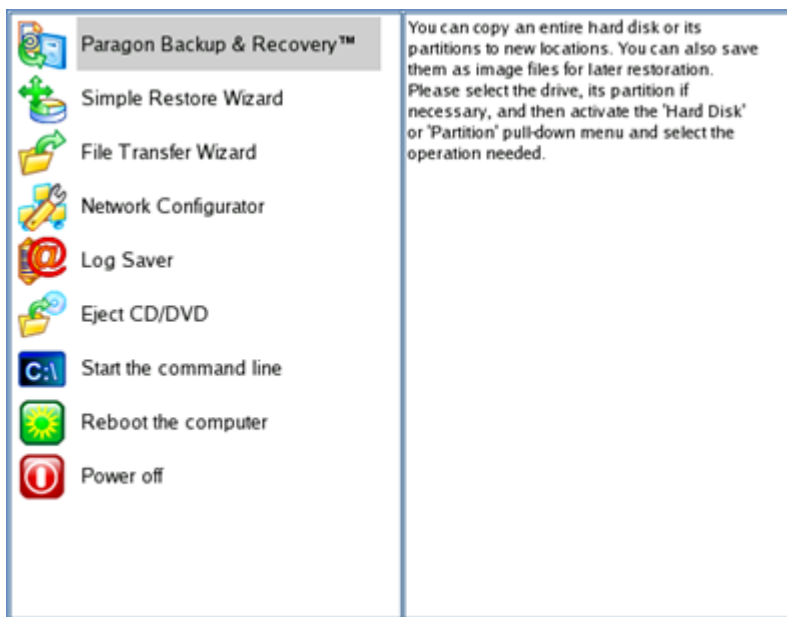 Paragon Backup & Recovery™
Simple Restore Wizard
File Transfer Wizard
Network Configurator
Log Saver
Eject CD/DVD
C:\
Start the command line
Reboot the computer
Power off
You can copy an entire hard disk or its
partitions to new locations. You can also save
them as image files for later restoration.
Please select the drive, its partition if
necessary, and then activate the 'Hard Disk'
or 'Partition' pull-down menu and select the
operation needed.